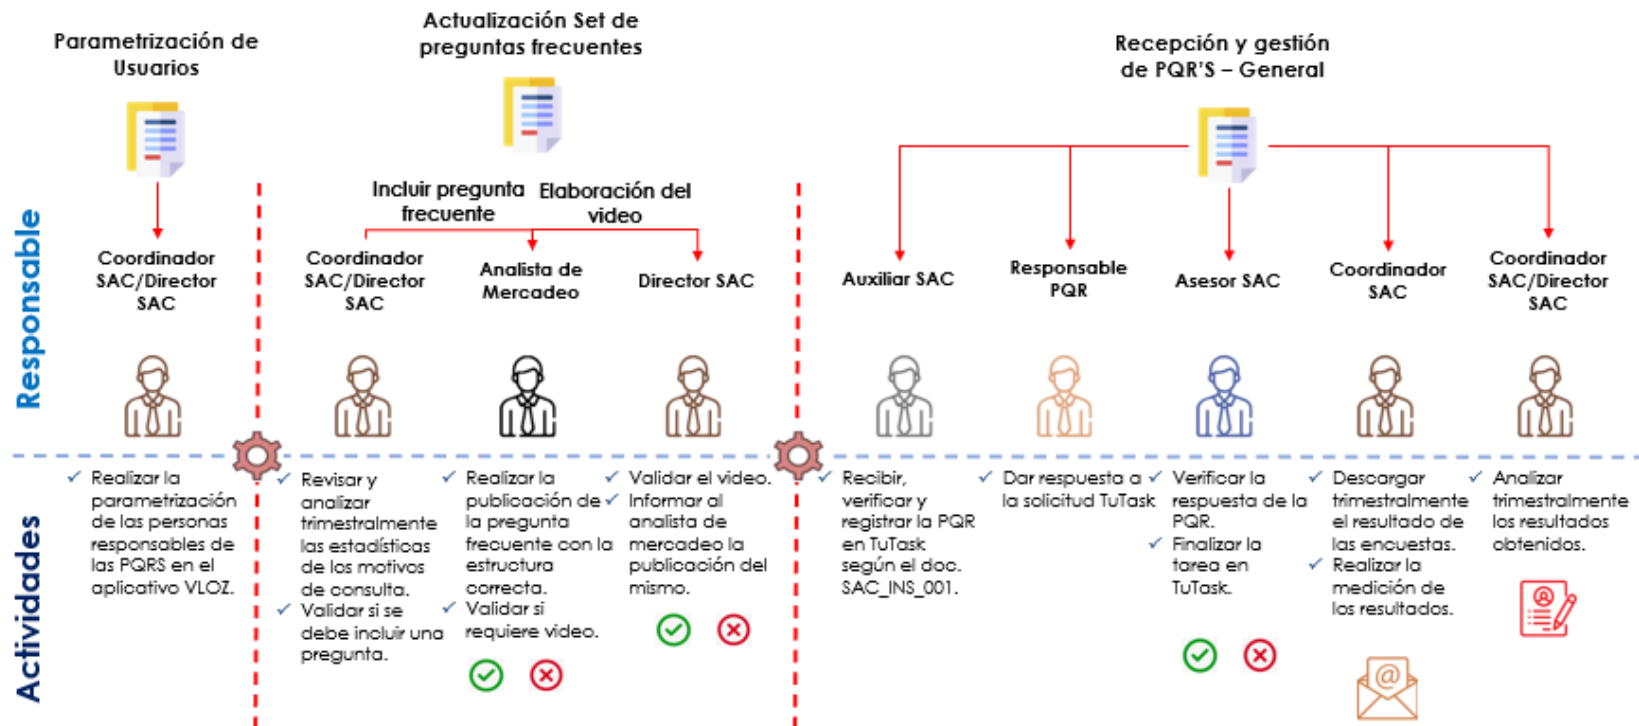 Parametrización de
Usuarios
Actualización Set de
preguntas frecuentes
Recepción y gestión
de PQR'S – General
Incluir pregunta
frecuente
Elaboración del
video
Responsable
Coordinador
SAC/Director
SAC
Coordinador
SAC/Director
SAC
Analista de
Mercadeo
Director SAC
Auxiliar SAC
Responsable
PQR
Asesor SAC
Coordinador
SAC
Coordinador
SAC/Director
SAC
Actividades
Realizar la
parametrización
de las personas
responsables de
las PQRS en el
aplicativo VLOZ.
Revisar y
analizar
trimestralmente
las estadísticas
de los motivos
de consulta.
Validar si se
debe incluir una
pregunta.
Realizar la
publicación de
la pregunta
frecuente con la
estructura
correcta.
Validar si
requiere video.
Validar el video.
Informar al
analista de
mercadeo la
publicación del
mismo.
Recibir,
verificar y
registrar la PQR
en TuTask
según el doc.
SAC_INS_001.
Dar respuesta a
la solicitud TuTask
Verificar la
respuesta de la
PQR.
Finalizar la
tarea en
TuTask.
Descargar
trimestralmente
el resultado de
las encuestas.
Realizar la
medición de
los resultados.
Analizar
trimestralmente
los resultados
obtenidos.
@